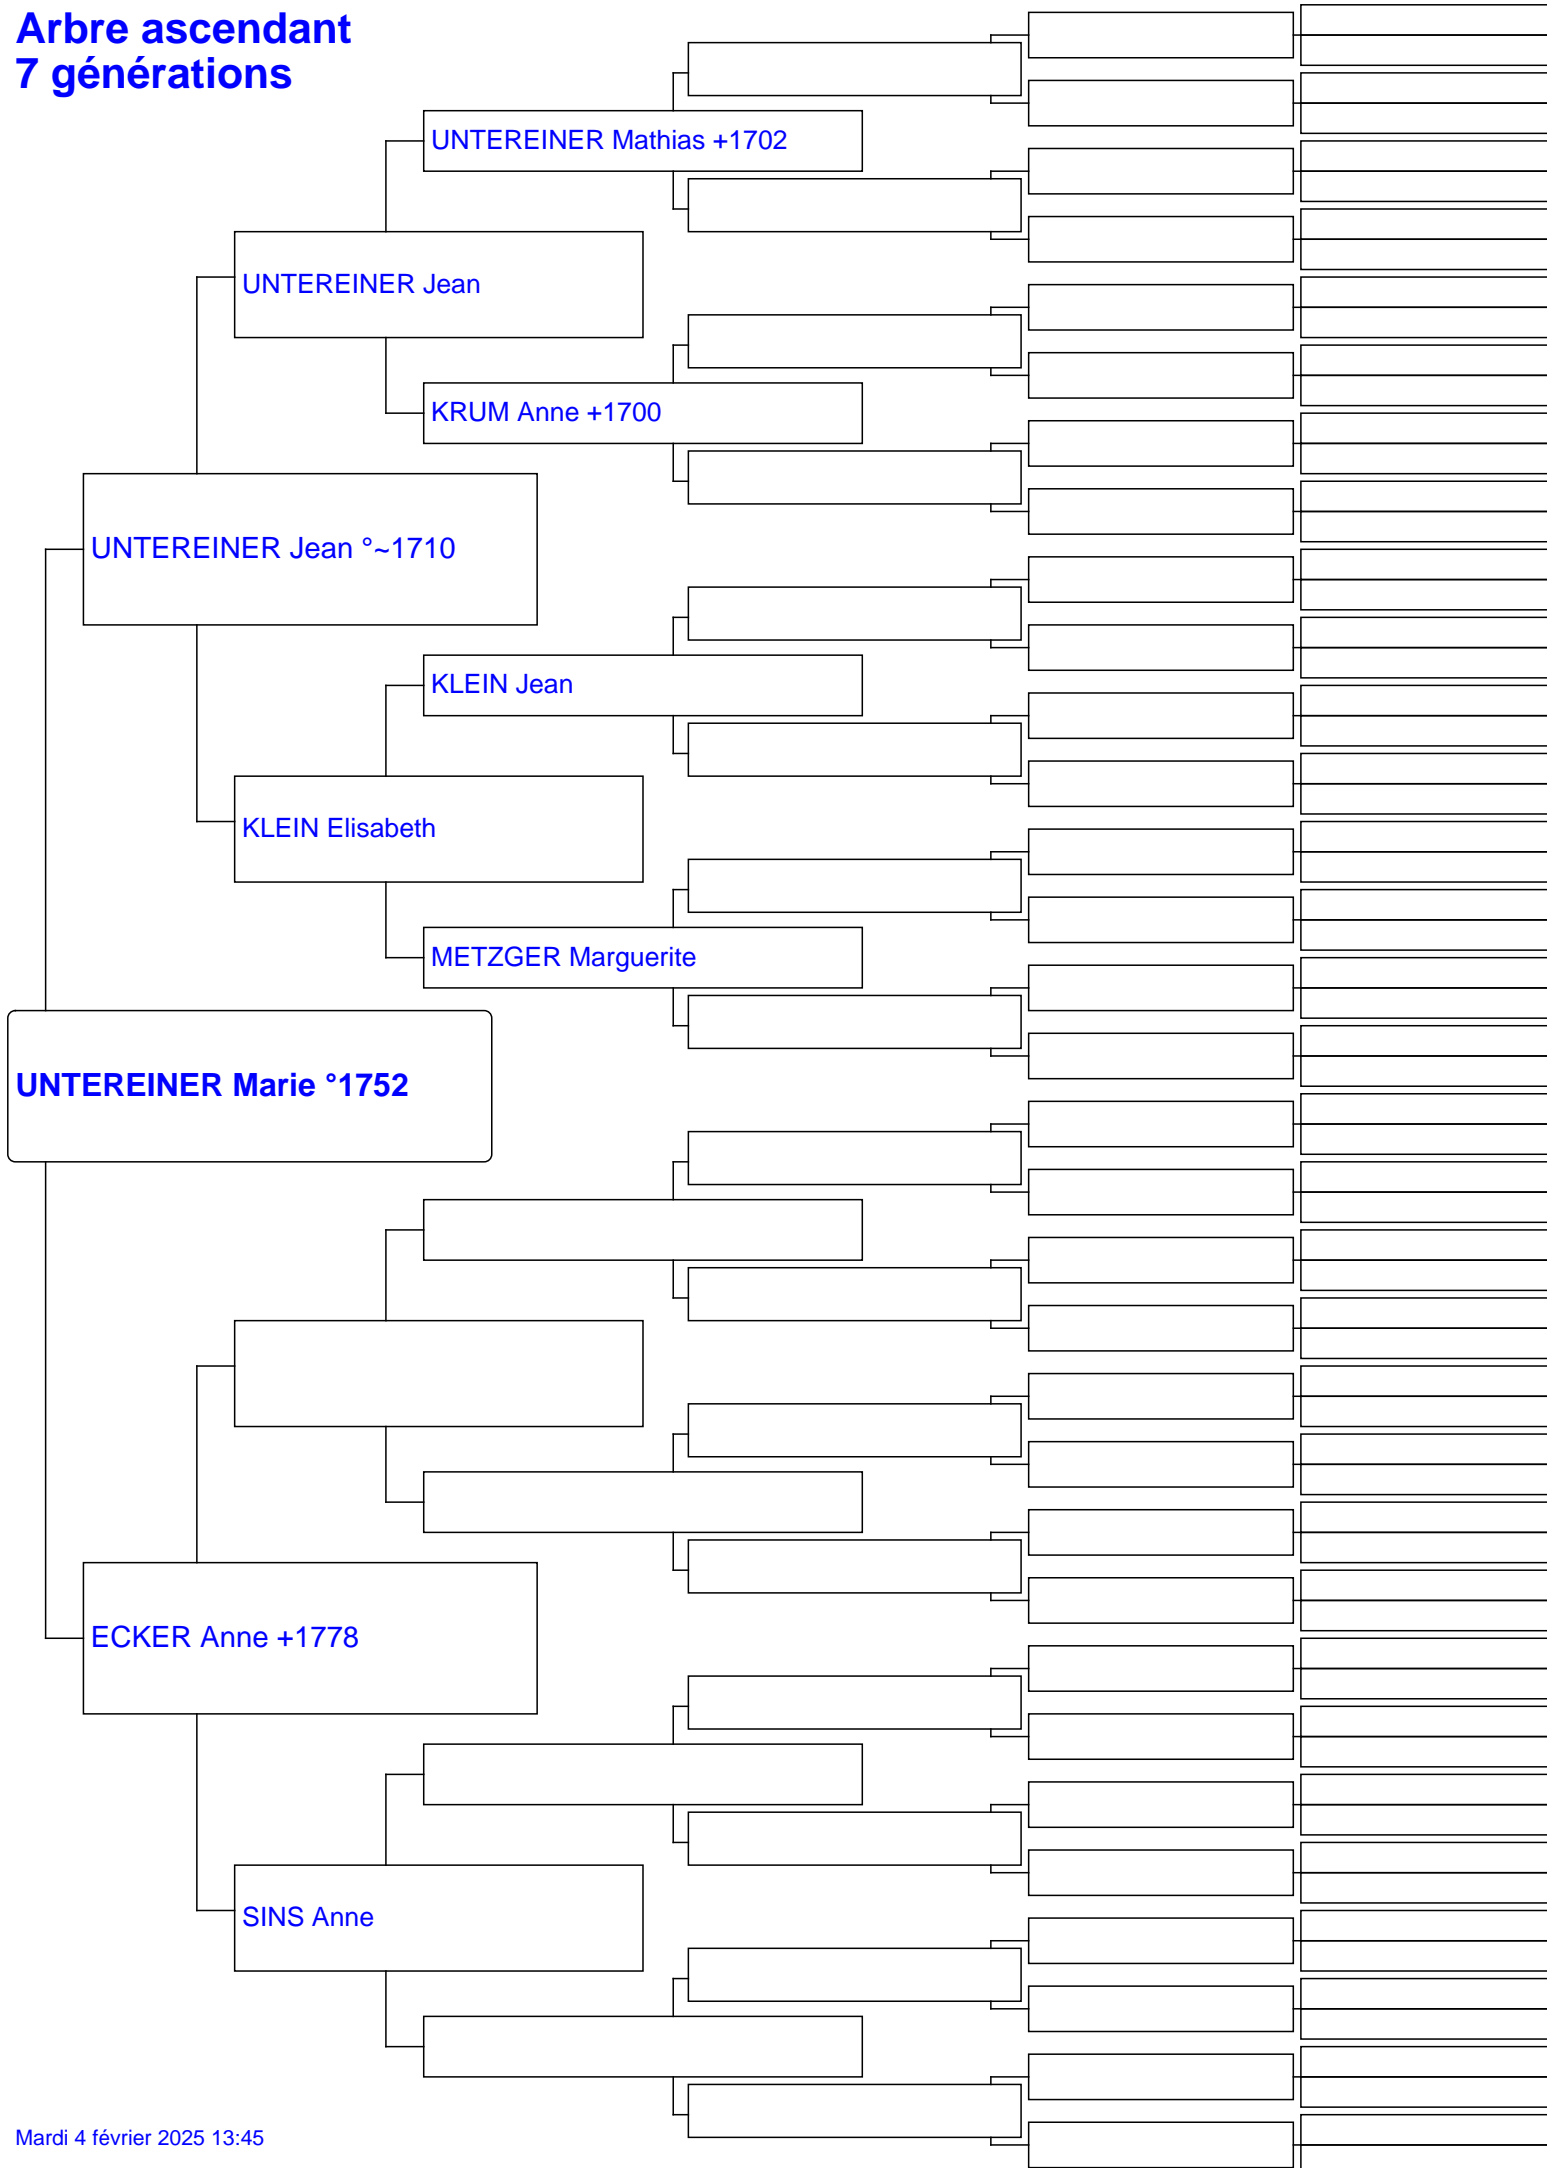 Arbre ascendant
7 générations
UNTEREINER Mathias +1702
UNTEREINER Jean
KRUM Anne +1700
UNTEREINER Jean °~1710
KLEIN Jean
KLEIN Elisabeth
METZGER Marguerite
UNTEREINER Marie °1752
ECKER Anne +1778
SINS Anne
Mardi 4 février 2025 13:45